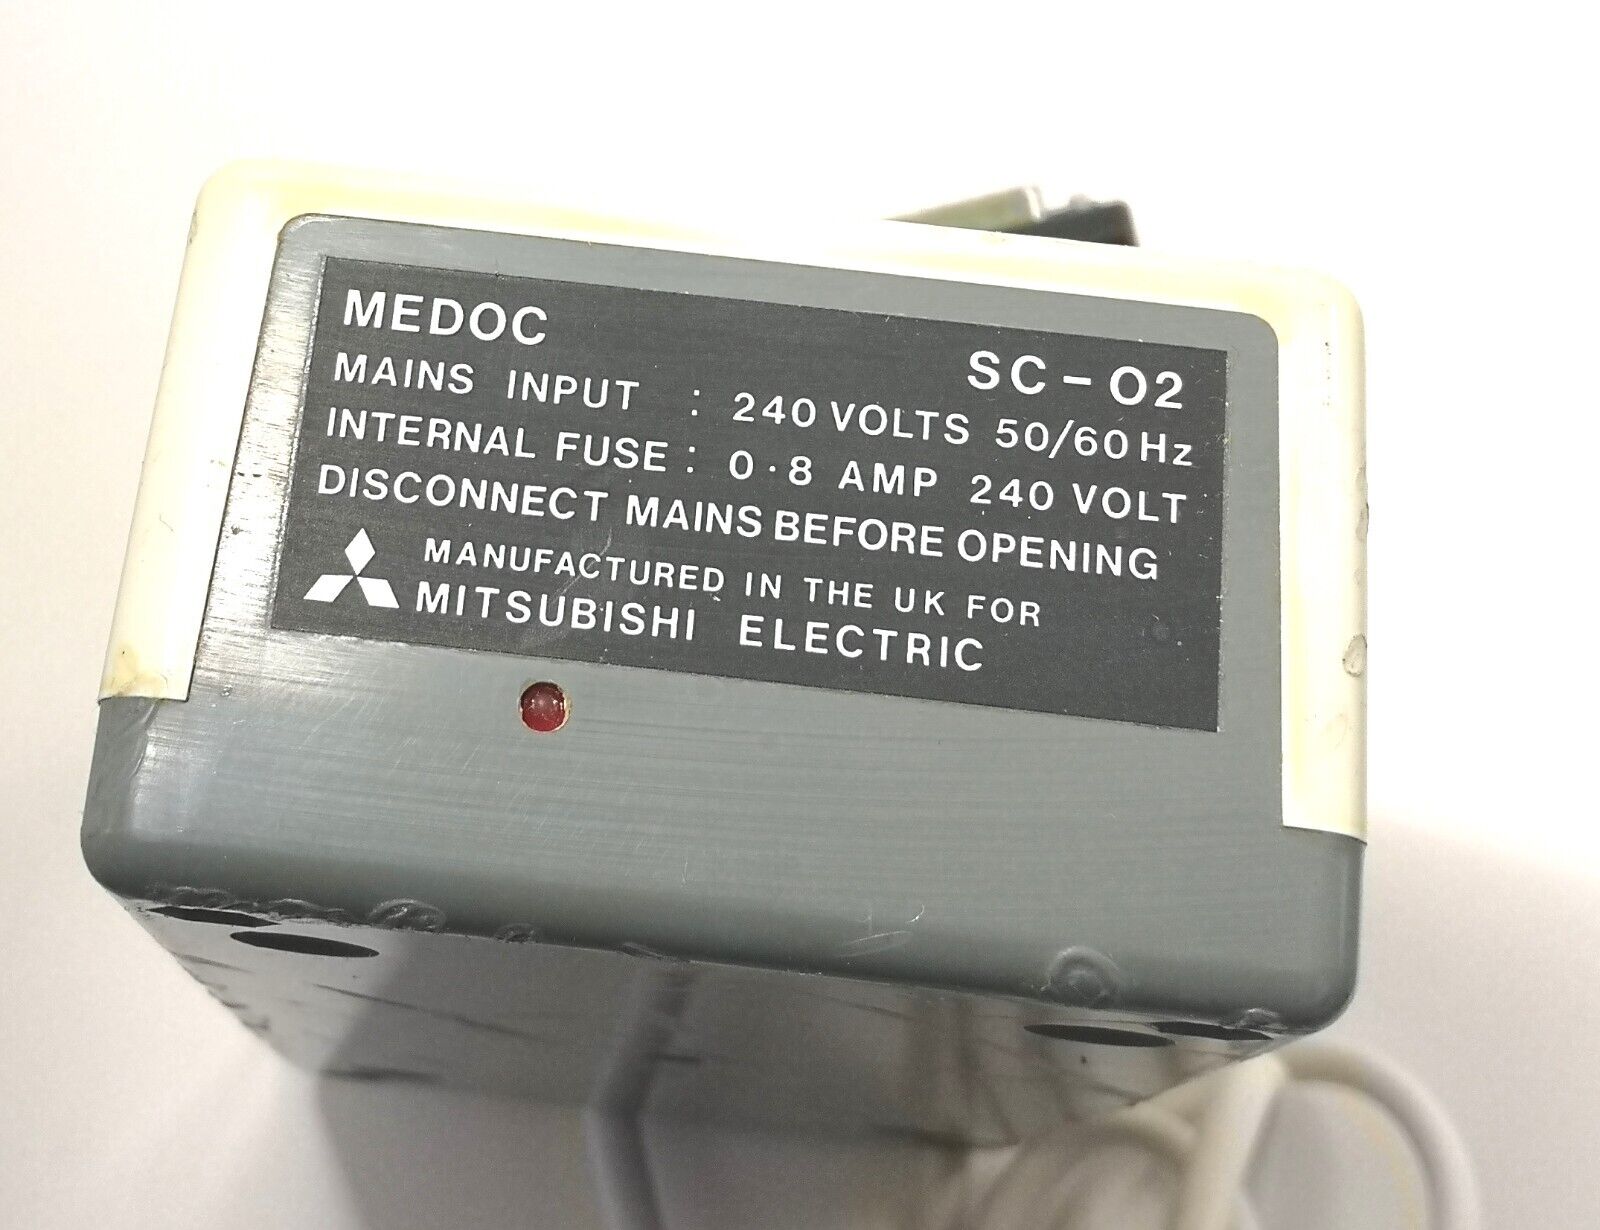 MEDOC SC-02
MAINS INPUT : 240 VOLTS 50/60 Hz
INTERNAL FUSE : 0·8 AMP 240 VOLT
DISCONNECT MAINS BEFORE OPENING
MANUFACTURED IN THE UK FOR
MITSUBISHI ELECTRIC